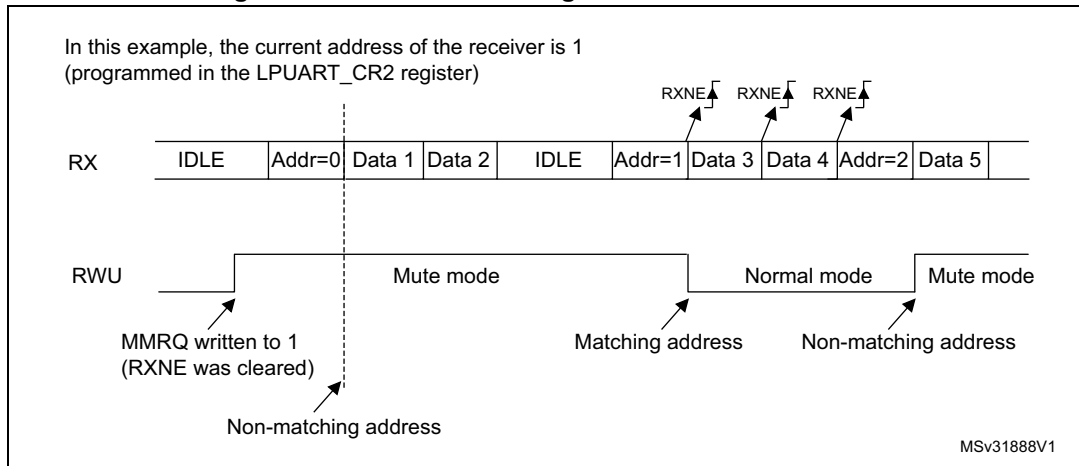 In this example, the current address of the receiver is 1
(programmed in the LPUART_CR2 register)
RXNE RXNE RXNE
RX IDLE Addr=0 Data 1 Data 2 IDLE Addr=1 Data 3 Data 4 Addr=2 Data 5
RWU Mute mode Normal mode Mute mode
MMRQ written to 1 Matching address Non-matching address
(RXNE was cleared)
Non-matching address
MSv31888V1